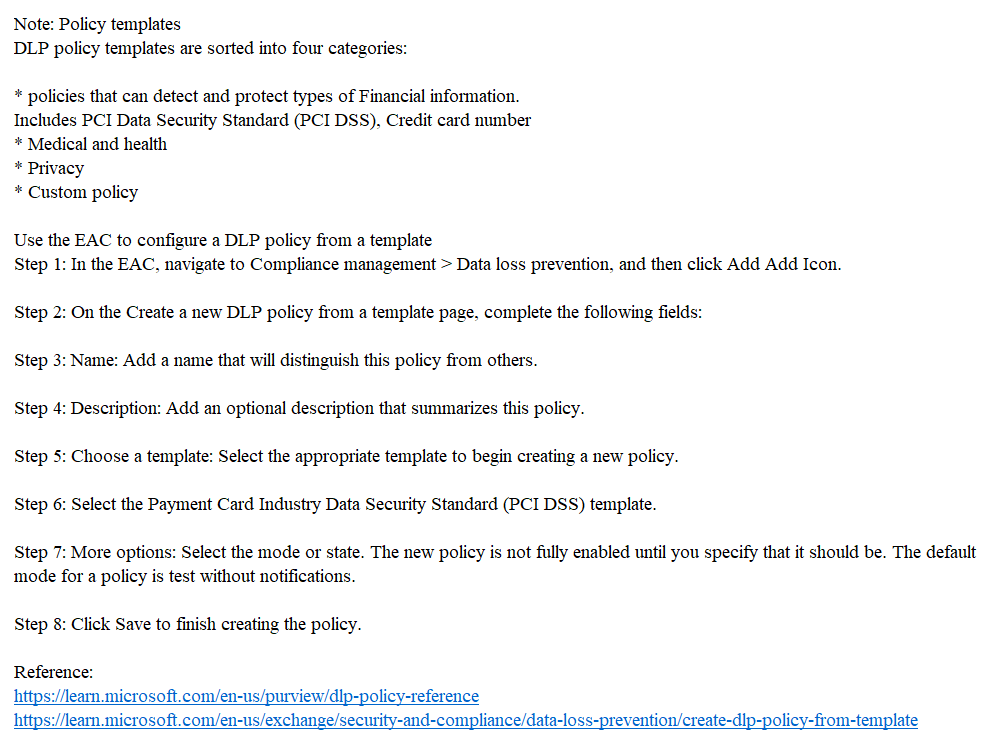 Note: Policy templates
DLP policy templates are sorted into four categories:
* policies that can detect and protect types of Financial information.
Includes PCI Data Security Standard (PCI DSS), Credit card number
* Medical and health
* Privacy
* Custom policy
Use the EAC to configure a DLP policy from a template
Step 1: In the EAC, navigate to Compliance management > Data loss prevention, and then click Add Add Icon.
Step 2: On the Create a new DLP policy from a template page, complete the following fields:
Step 3: Name: Add a name that will distinguish this policy from others.
Step 4: Description: Add an optional description that summarizes this policy.
Step 5: Choose a template: Select the appropriate template to begin creating a new policy.
Step 6: Select the Payment Card Industry Data Security Standard (PCI DSS) template.
Step 7: More options: Select the mode or state. The new policy is not fully enabled until you specify that it should be. The default
mode for a policy is test without notifications.
Step 8: Click Save to finish creating the policy.
Reference:
https://learn.microsoft.com/en-us/purview/dlp-policy-reference
https://learn.microsoft.com/en-us/exchange/security-and-compliance/data-loss-prevention/create-dlp-policy-from-template